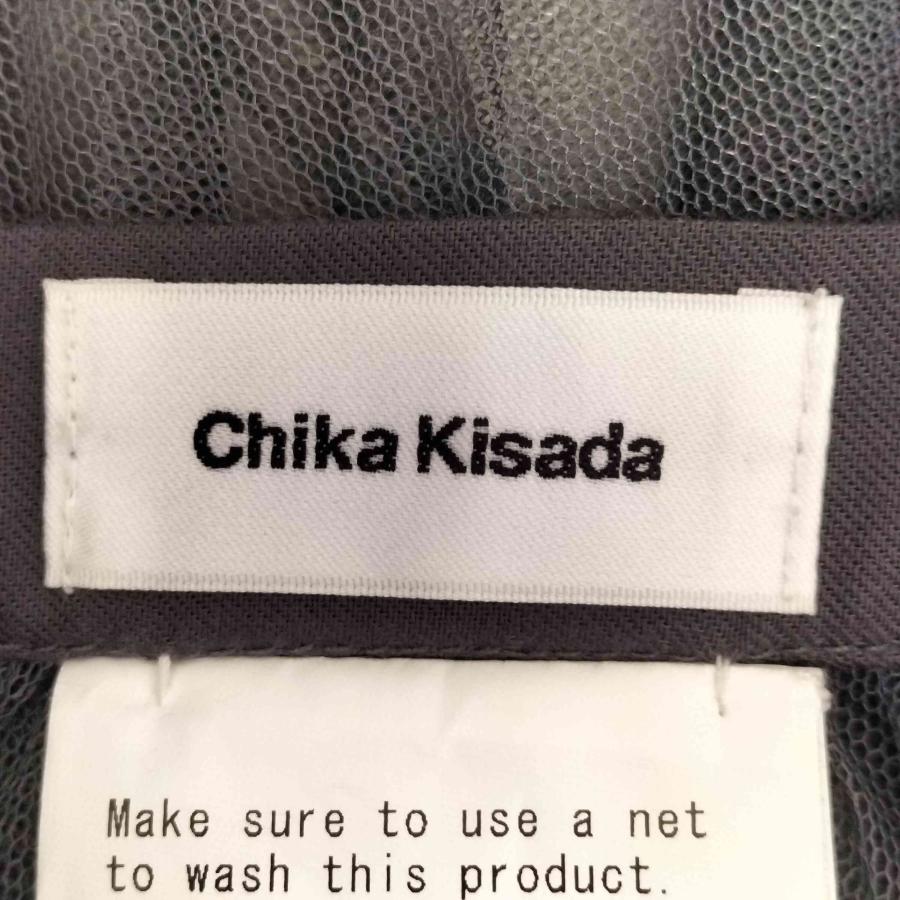 Chika Kisada
Make sure to use a net
to wash this product.